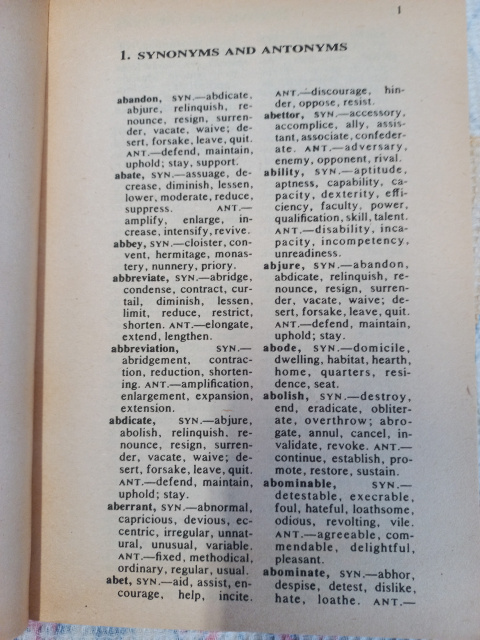 1
1. SYNONYMS AND ANTONYMS
abandon, SYN.—abdicate,
abjure, relinquish, re-
nounce, resign, surren-
der, vacate, waive; de-
sert, forsake, leave, quit.
ANT.—defend, maintain,
uphold; stay, support.
abate, SYN.—assuage, de-
crease, diminish, lessen,
lower, moderate, reduce,
suppress. ANT.—
amplify, enlarge, in-
crease, intensify, revive.
abbey, SYN.—cloister, con-
vent, hermitage, monas-
tery, nunnery, priory.
abbreviate, SYN.—abridge,
condense, contract, cur-
tail, diminish, lessen,
limit, reduce, restrict,
shorten. ANT.—elongate,
extend, lengthen.
abbreviation, SYN.—
abridgement, contrac-
tion, reduction, shorten-
ing. ANT.—amplification,
enlargement, expansion,
extension.
abdicate, SYN.—abjure,
abolish, relinquish, re-
nounce, resign, surren-
der, vacate, waive; de-
sert, forsake, leave, quit.
ANT.—defend, maintain,
uphold; stay.
aberrant, SYN.—abnormal,
capricious, devious, ec-
centric, irregular, unnat-
ural, unusual, variable.
ANT.—fixed, methodical,
ordinary, regular, usual.
abet, SYN.—aid, assist, en-
courage, help, incite.
ANT.—discourage, hin-
der, oppose, resist.
abettor, SYN.—accessory,
accomplice, ally, assis-
tant, associate, confeder-
ate. ANT.—adversary,
enemy, opponent, rival.
ability, SYN.—aptitude,
aptness, capability, ca-
pacity, dexterity, effi-
ciency, faculty, power,
qualification, skill, talent.
ANT.—disability, inca-
pacity, incompetency,
unreadiness.
abjure, SYN.—abandon,
abdicate, relinquish, re-
nounce, resign, surren-
der, vacate, waive; de-
sert, forsake, leave, quit.
ANT.—defend, maintain,
uphold; stay.
abode, SYN.—domicile,
dwelling, habitat, hearth,
home, quarters, resi-
dence, seat.
abolish, SYN.—destroy,
end, eradicate, obliter-
ate, overthrow; abro-
gate, annul, cancel, in-
validate, revoke. ANT.—
continue, establish, pro-
mote, restore, sustain.
abominable, SYN.—
detestable, execrable,
foul, hateful, loathsome,
odious, revolting, vile.
ANT.—agreeable, com-
mendable, delightful,
pleasant.
abominate, SYN.—abhor,
despise, detest, dislike,
hate, loathe. ANT.—